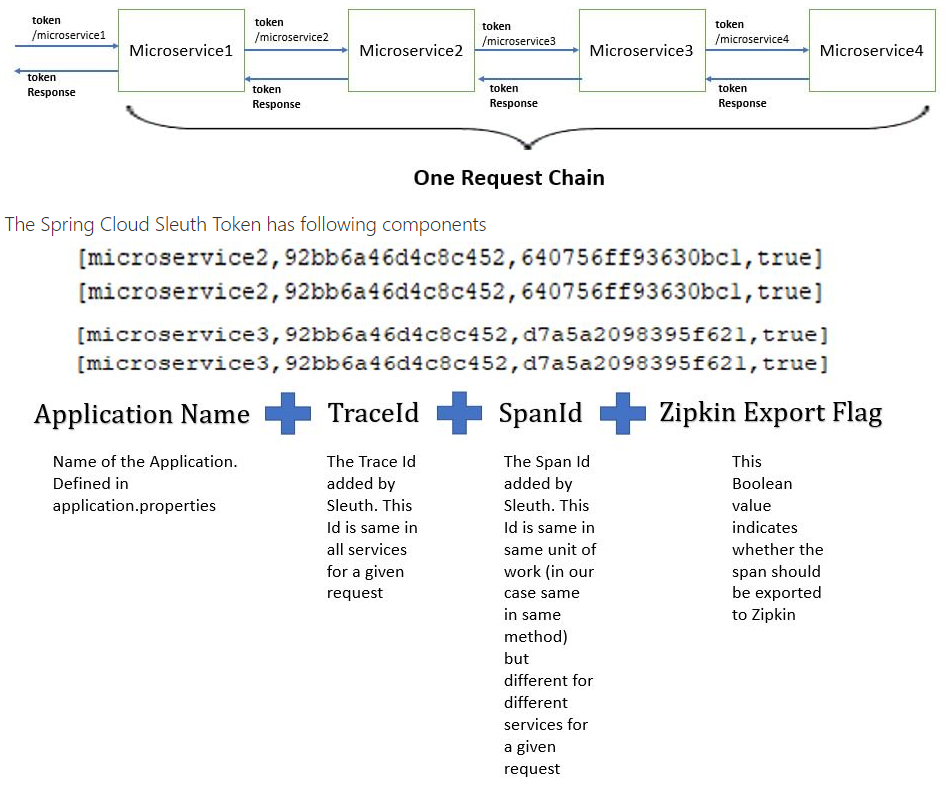 token
/microservice1
token
/microservice2
token
/microservice3
token
/microservice4
Microservice1
Microservice2
Microservice3
Microservice4
token
Response
token
Response
token
Response
token
Response
One Request Chain
The Spring Cloud Sleuth Token has following components
[microservice2,92bb6a46d4c8c452,640756ff93630bc1,true]
[microservice2,92bb6a46d4c8c452,640756ff93630bc1,true]
[microservice3,92bb6a46d4c8c452,d7a5a2098395f621,true]
[microservice3,92bb6a46d4c8c452,d7a5a2098395f621,true]
Application Name
TraceId
SpanId
Zipkin Export Flag
Name of the Application.
Defined in
application.properties
The Trace Id
added by
Sleuth. This
Id is same in
all services
for a given
request
The Span Id
added by
Sleuth. This
Id is same in
same unit of
work (in our
case same
in same
method)
but
different for
different
services for
a given
request
This
Boolean
value
indicates
whether the
span should
be exported
to Zipkin